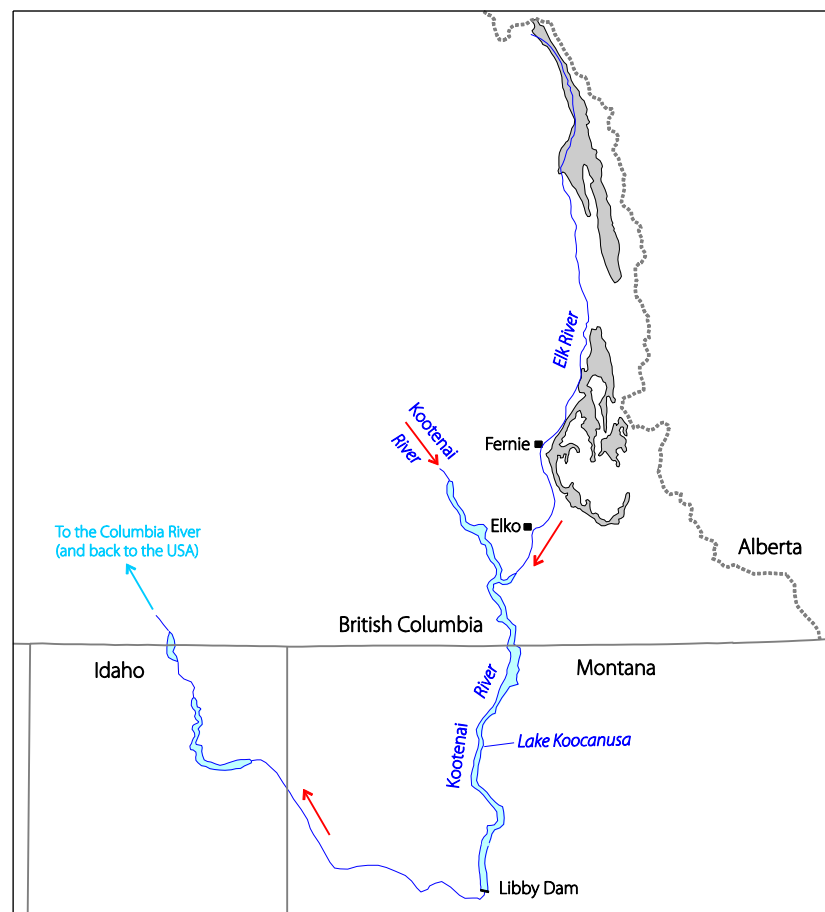 Elk River
Kootenai
River
Fernie
Elko
To the Columbia River
(and back to the USA)
Alberta
British Columbia
Idaho
Montana
River
Kootenai
Lake Koocanusa
Libby Dam